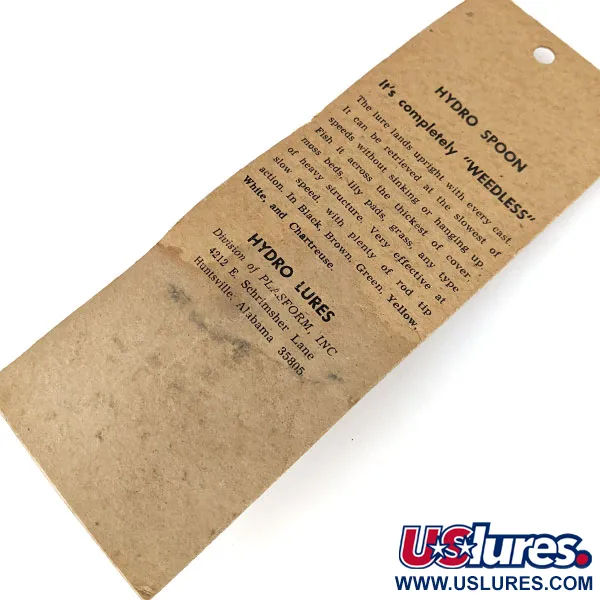 HYDRO SPOON
It's completely "WEEDLESS"
The lure lands upright with every cast.
It can be retrieved at the slowest of
speeds without sinking or hanging up.
Fish it across the thickest of cover,
moss beds, lily pads, grass, any type
of heavy structure. Very effective at
slow speed, with plenty of rod tip
action. In Black, Brown, Green, Yellow,
White, and Chartreuse.
HYDRO LURES
Division of PLASFORM, INC
4212 E. Schrimsher Lane
Huntsville, Alabama 35805
USlures.
WWW.USLURES.COM